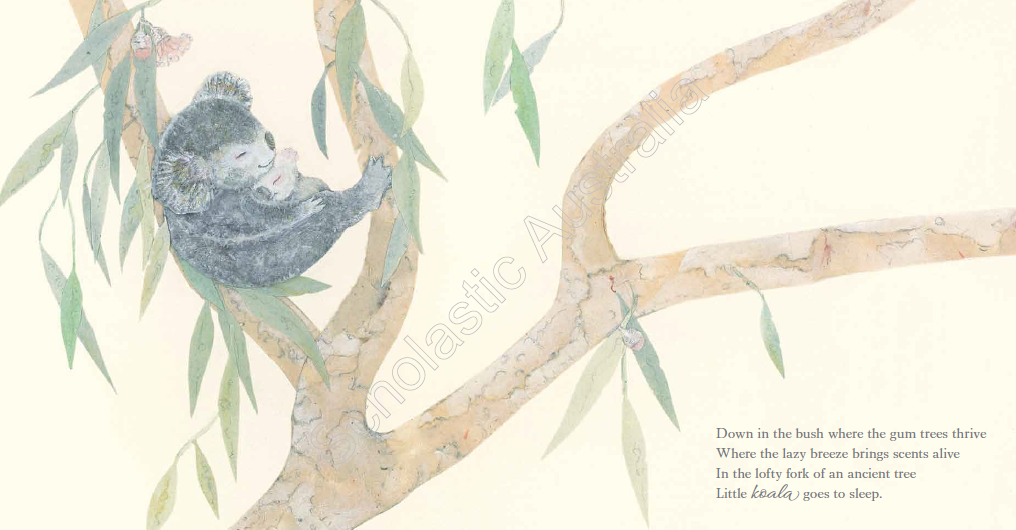 Scholastic Australia
Down in the bush where the gum trees thrive
Where the lazy breeze brings scents alive
In the lofty fork of an ancient tree
Little koala goes to sleep.